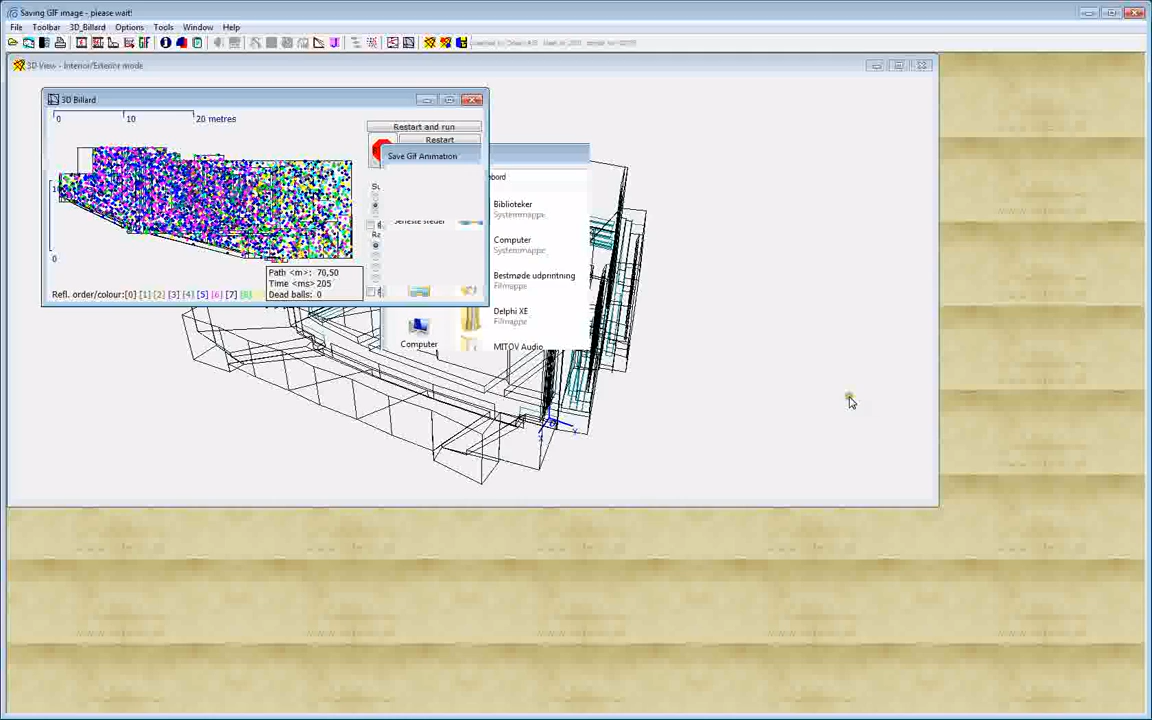 Saving GIF image - please wait!
File Toolbar 3D_Billard Options Tools Window Help
3D View - Interior/Exterior mode
3D Billard
0 10 20 metres
Restart and run
Restart
Save Gif Animation
Biblioteker
Systemmappe
Computer
Systemmappe
Bestmøde udprintning
Filmappe
Delphi XE
Filmappe
MITOV Audio
Computer
0
Path <m>: 70,50
Time <ms> 205
Dead balls: 0
Refl. order/colour:[0] [1] [2] [3] [4] [5] [6] [7] [8]